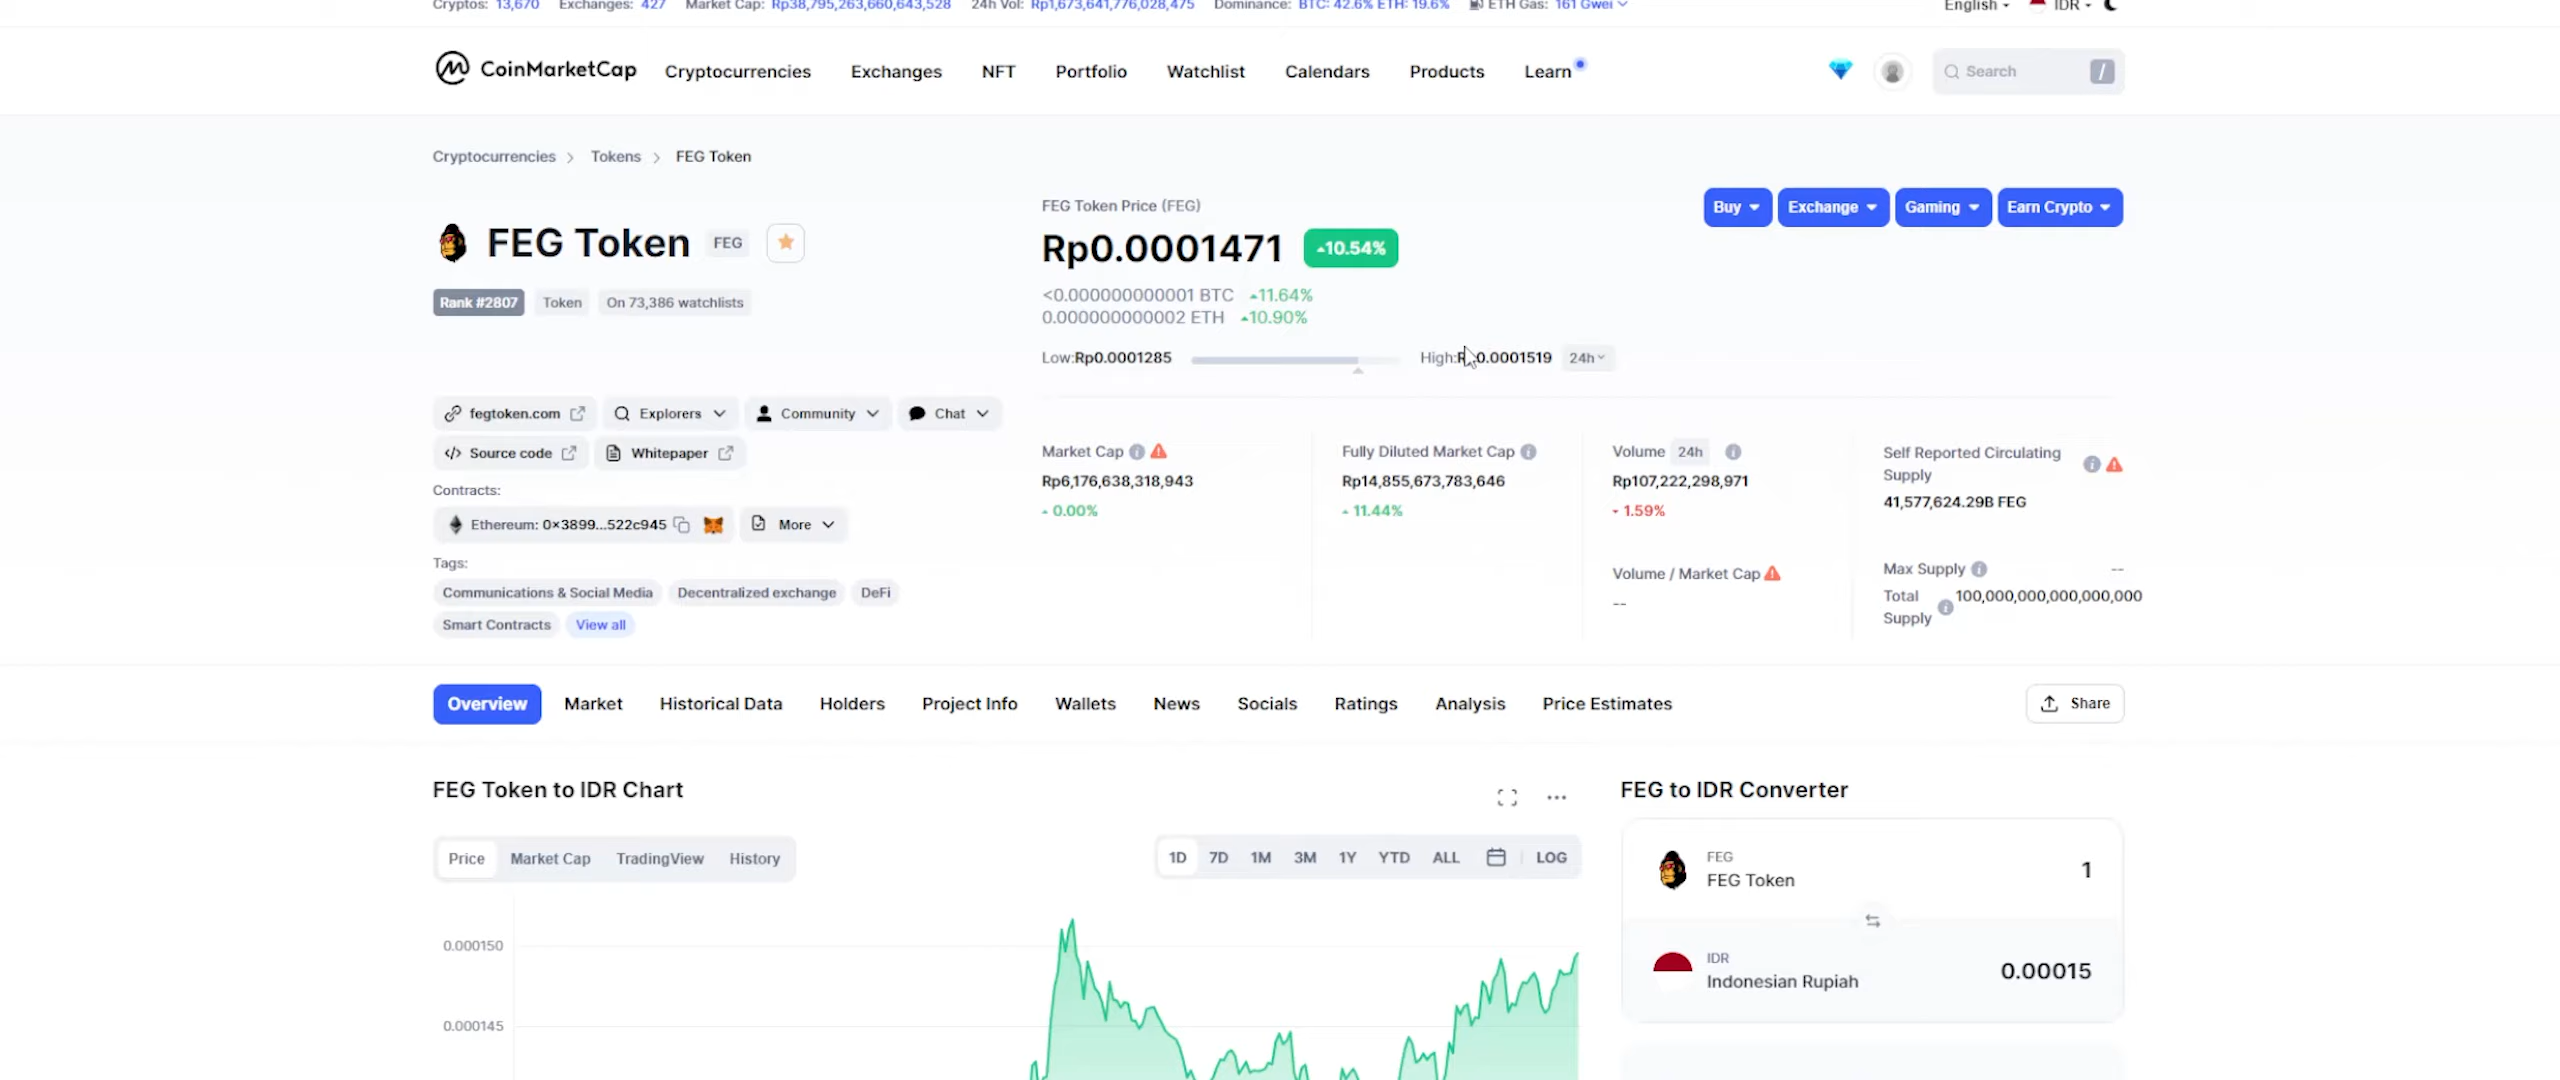 Cryptos: 13,670 Exchanges: 427 Market Cap: Rp38,795,263,660,643,528 24h Vol: Rp1,673,641,776,028,475 Dominance: BTC: 42.6% ETH: 19.6% ETH Gas: 161 Gwei English IDR
CoinMarketCap Cryptocurrencies Exchanges NFT Portfolio Watchlist Calendars Products Learn Search /
Cryptocurrencies > Tokens > FEG Token
FEG Token FEG
Rank #2807 Token On 73,386 watchlists
fegtoken.com Explorers Community Chat
</> Source code Whitepaper
Contracts:
Ethereum: 0x3899...522c945 More
Tags:
Communications & Social Media Decentralized exchange DeFi
Smart Contracts View all
FEG Token Price (FEG)
Rp0.0001471 10.54%
<0.000000000001 BTC 11.64%
0.000000000002 ETH 10.90%
Low:Rp0.0001285 High: 0.0001519 24h
Buy Exchange Gaming Earn Crypto
Market Cap
Rp6,176,638,318,943
0.00%
Fully Diluted Market Cap
Rp14,855,673,783,646
11.44%
Volume 24h
Rp107,222,298,971
1.59%
Volume / Market Cap
--
Self Reported Circulating
Supply
41,577,624.29B FEG
Max Supply --
Total 100,000,000,000,000,000
Supply
Overview Market Historical Data Holders Project Info Wallets News Socials Ratings Analysis Price Estimates Share
FEG Token to IDR Chart
Price Market Cap TradingView History 1D 7D 1M 3M 1Y YTD ALL LOG
0.000150
0.000145
FEG to IDR Converter
FEG
FEG Token 1
IDR
Indonesian Rupiah 0.00015